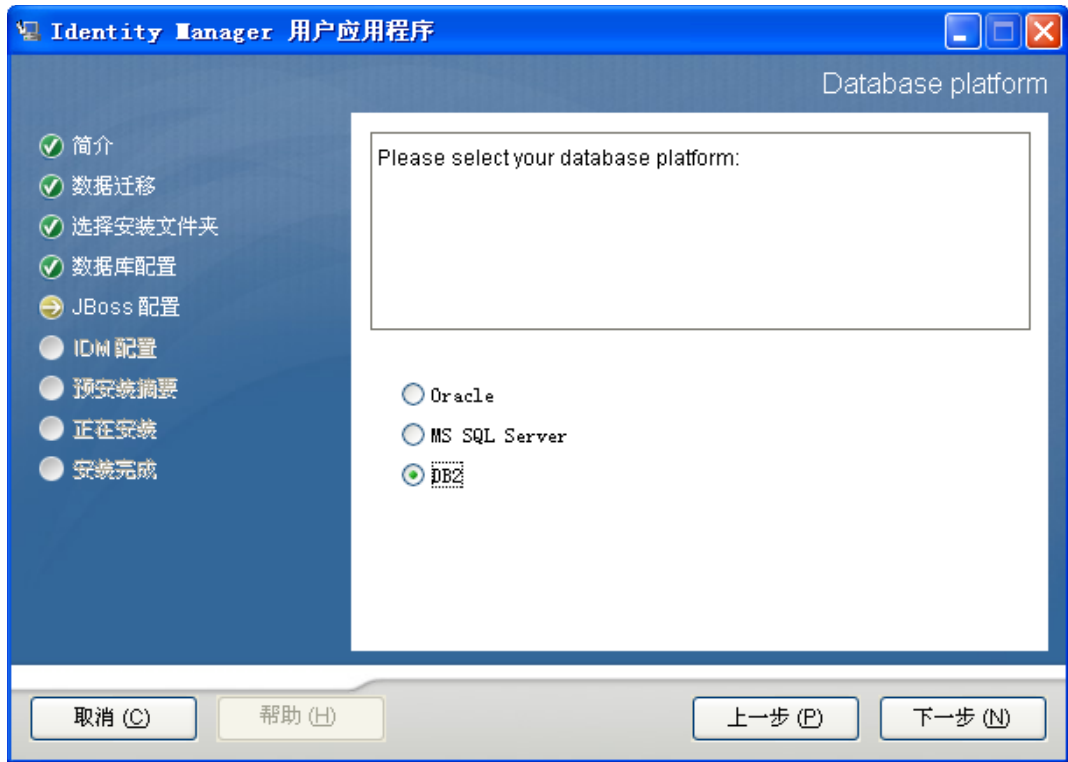 Identity Manager 用户应用程序
Database platform
简介
数据迁移
选择安装文件夹
数据库配置
JBoss 配置
IDM 配置
预安装摘要
正在安装
安装完成
Please select your database platform:
Oracle
MS SQL Server
DB2
取消 (C)
帮助 (H)
上一步 (P)
下一步 (N)